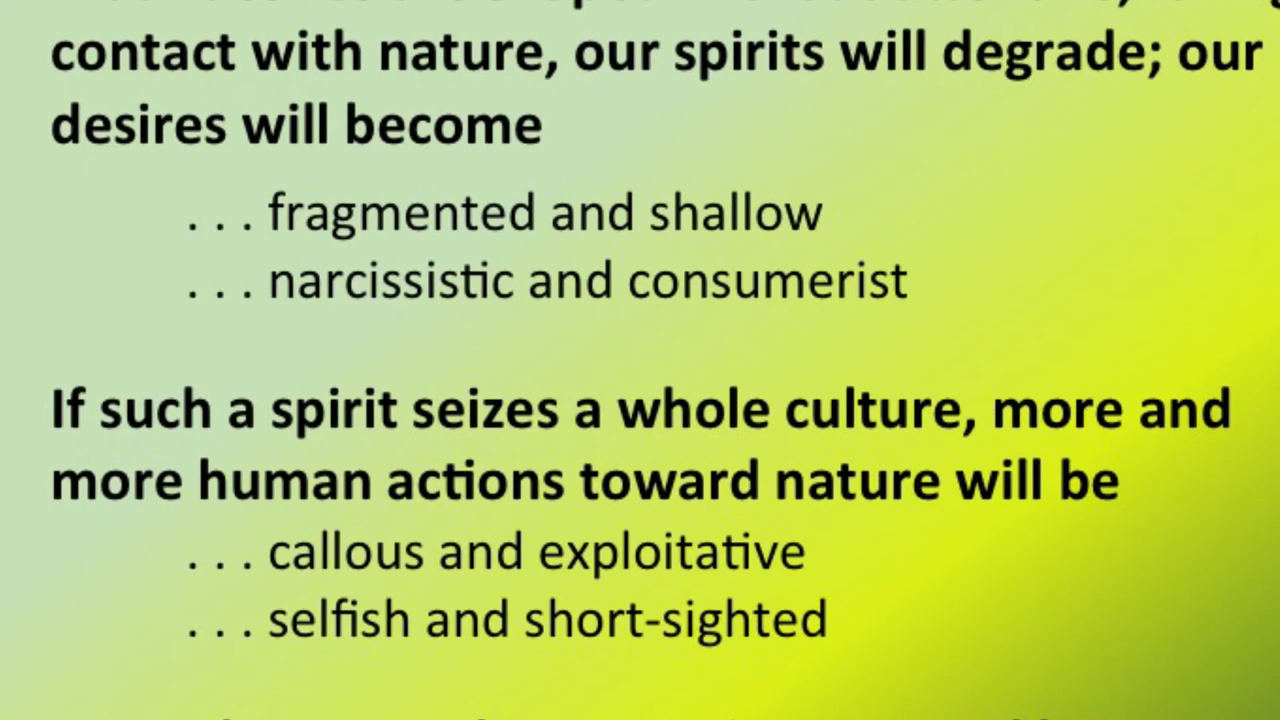 contact with nature, our spirits will degrade; our
desires will become
. . . fragmented and shallow
. . . narcissistic and consumerist
If such a spirit seizes a whole culture, more and
more human actions toward nature will be
. . . callous and exploitative
. . . selfish and short-sighted